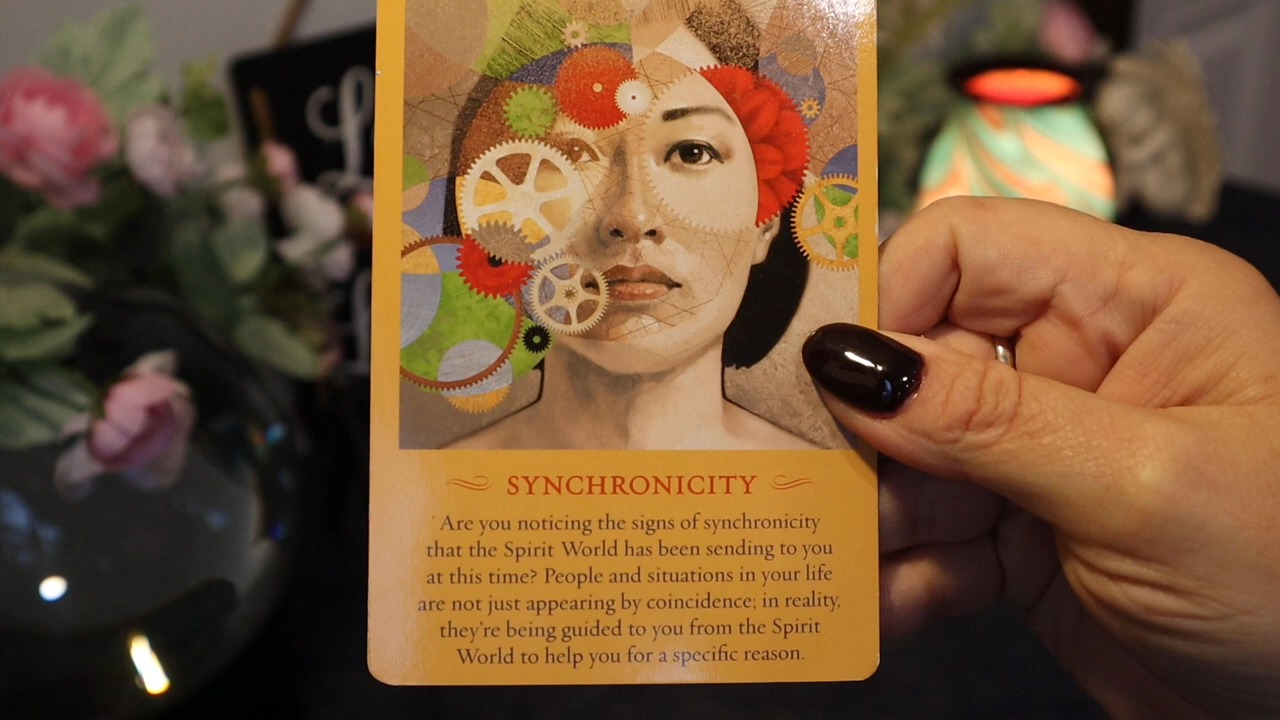 SYNCHRONICITY
Are you noticing the signs of synchronicity
that the Spirit World has been sending to you
at this time? People and situations in your life
are not just appearing by coincidence; in reality,
they're being guided to you from the Spirit
World to help you for a specific reason.